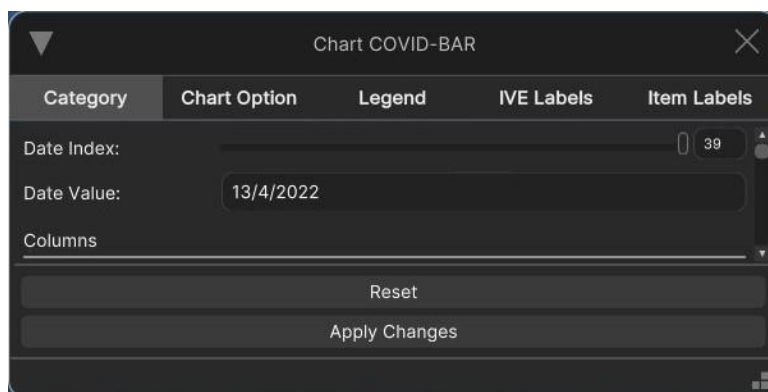 Chart COVID-BAR
Category Chart Option Legend IVE Labels Item Labels
Date Index: 39
Date Value: 13/4/2022
Columns
Reset
Apply Changes